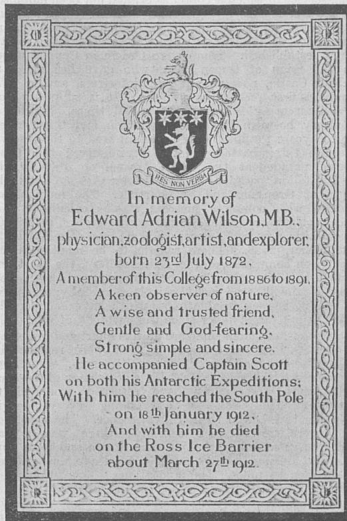 RES NON VERBA
In memory of
Edward Adrian Wilson, M.B.,
physician, zoologist, artist, and explorer,
born 23rd July 1872.
A member of this College from 1886 to 1891.
A keen observer of nature,
A wise and trusted friend,
Gentle and God-fearing,
Strong simple and sincere.
He accompanied Captain Scott
on both his Antarctic Expeditions;
With him he reached the South Pole
on 18th January 1912,
And with him he died
on the Ross Ice Barrier
about March 27th 1912.